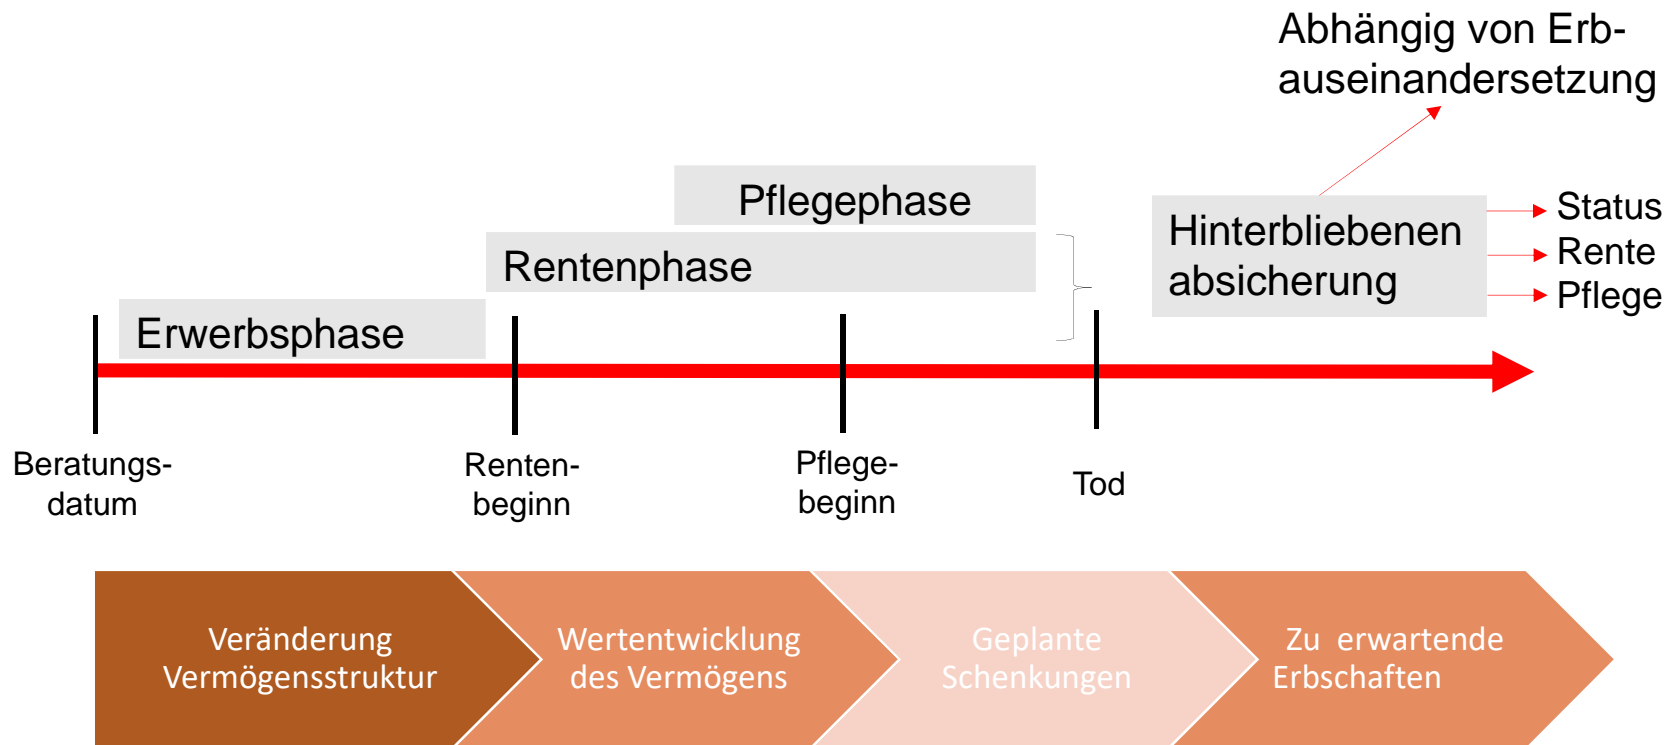 Abhängig von Erb-
auseinandersetzung
Pflegephase
Rentenphase
Erwerbsphase
Hinterbliebenen
absicherung
Status
Rente
Pflege
Beratungs-
datum
Renten-
beginn
Pflege-
beginn
Tod
Veränderung
Vermögensstruktur
Wertentwicklung
des Vermögens
Geplante
Schenkungen
Zu erwartende
Erbschaften